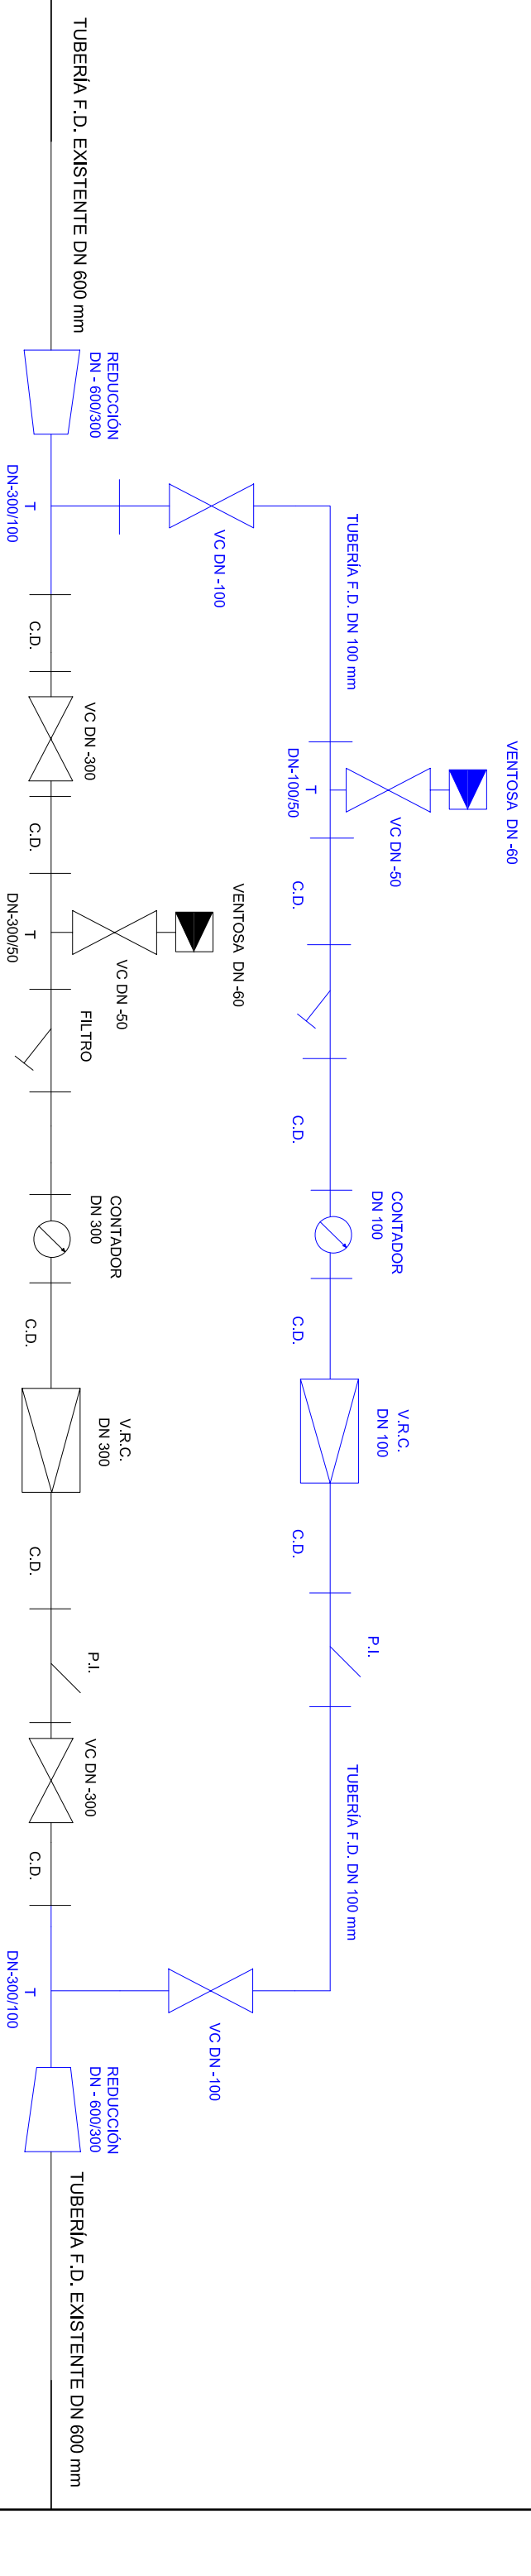 TUBERÍA F.D. EXISTENTE DN 600 mm
REDUCCIÓN
DN - 600/300
T
DN-300/100
VC DN -100
TUBERÍA F.D. DN 100 mm
C.D.
VC DN -300
C.D.
VENTOSA DN -60
VC DN -50
T
DN-100/50
C.D.
VENTOSA DN -60
VC DN -50
T
DN-300/50
FILTRO
C.D.
CONTADOR
DN 100
CONTADOR
DN 300
C.D.
C.D.
V.R.C.
DN 100
V.R.C.
DN 300
C.D.
C.D.
P.I.
P.I.
VC DN -300
TUBERÍA F.D. DN 100 mm
C.D.
T
DN-300/100
VC DN -100
REDUCCIÓN
DN - 600/300
TUBERÍA F.D. EXISTENTE DN 600 mm